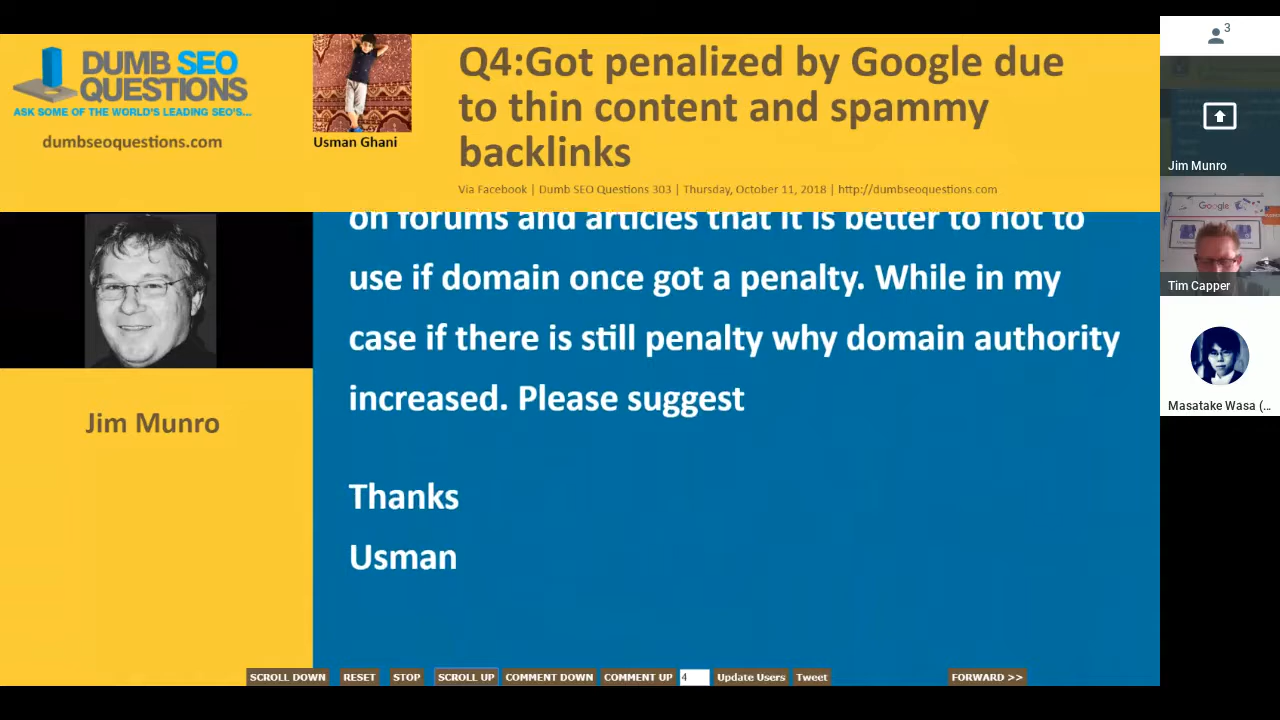 DUMB SEO
QUESTIONS
ASK SOME OF THE WORLD'S LEADING SEO'S...
dumbseoquestions.com
Usman Ghani
Q4:Got penalized by Google due
to thin content and spammy
backlinks
Via Facebook | Dumb SEO Questions 303 | Thursday, October 11, 2018 | http://dumbseoquestions.com
Jim Munro
on forums and articles that it is better to not to
use if domain once got a penalty. While in my
case if there is still penalty why domain authority
increased. Please suggest
Thanks
Usman
SCROLL DOWN RESET STOP SCROLL UP COMMENT DOWN COMMENT UP 4 Update Users Tweet FORWARD >>
3
Jim Munro
Google
Tim Capper
Masatake Wasa (...